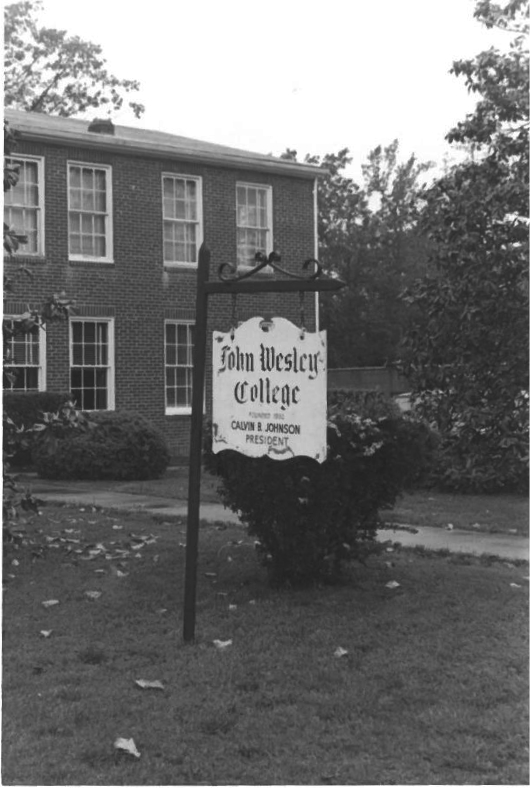 John Wesley
College
CALVIN B. JOHNSON
PRESIDENT